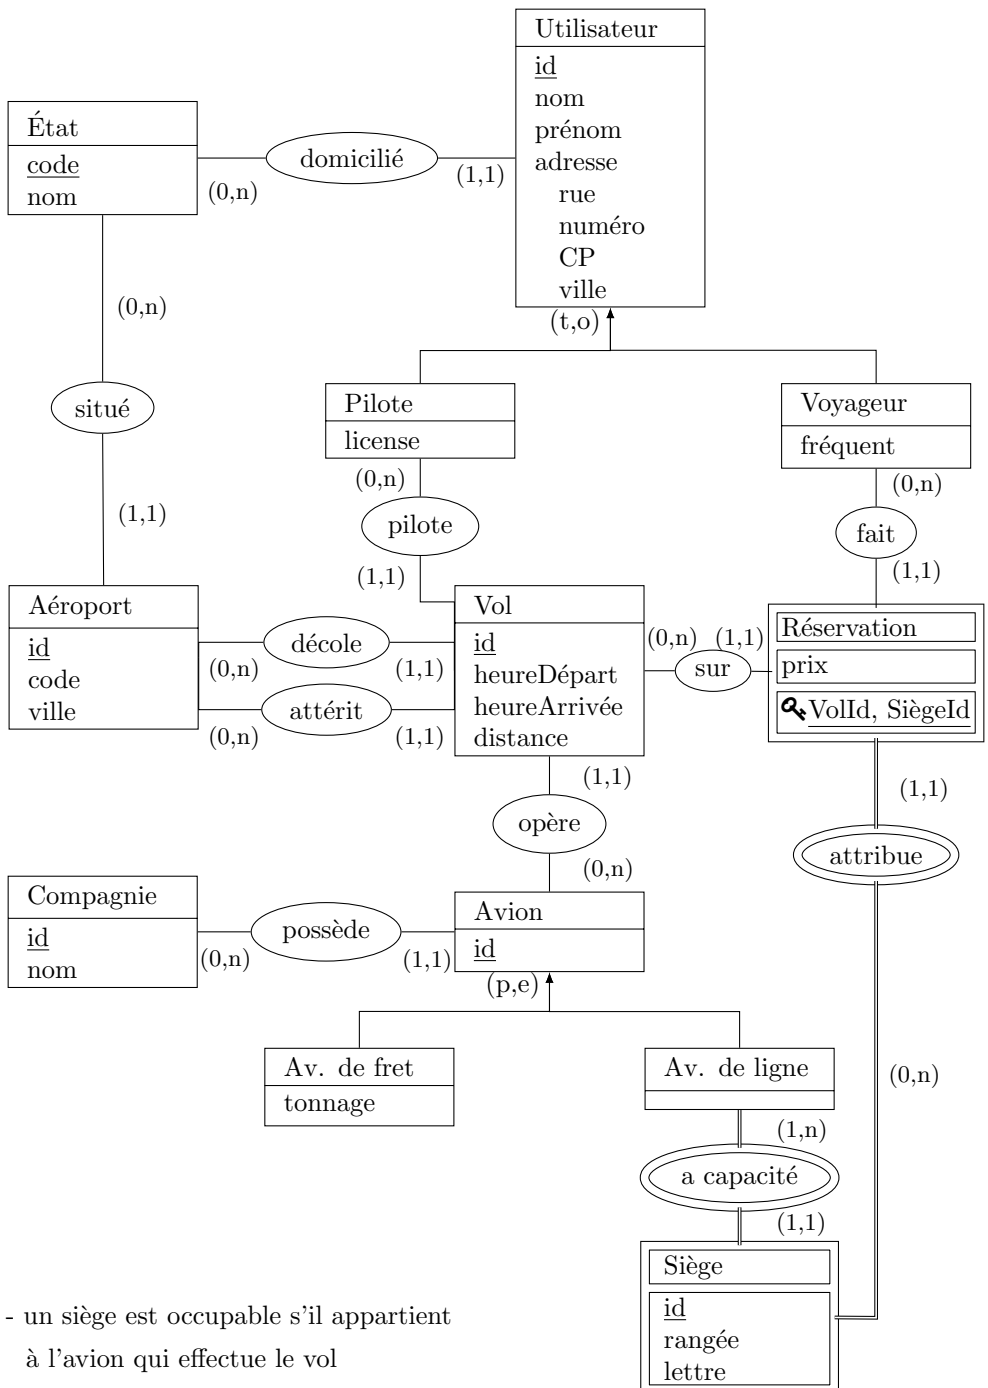 Utilisateur
id
nom
prénom
adresse
rue
numéro
CP
ville
État
code
nom
domicilié
(0,n)
(1,1)
(t,o)
(0,n)
situé
(1,1)
Pilote
license
(0,n)
pilote
(1,1)
Voyageur
fréquent
(0,n)
fait
(1,1)
Aéroport
id
code
ville
décole
(0,n)
(1,1)
attérit
(0,n)
(1,1)
Vol
id
heureDépart
heureArrivée
distance
(0,n)
(1,1)
sur
Réservation
prix
VolId, SiègeId
(1,1)
opère
(0,n)
(1,1)
attribue
(0,n)
Compagnie
id
nom
possède
(0,n)
(1,1)
Avion
id
(p,e)
Av. de fret
tonnage
Av. de ligne
(1,n)
a capacité
(1,1)
Siège
id
rangée
lettre
- un siège est occupable s'il appartient
à l'avion qui effectue le vol